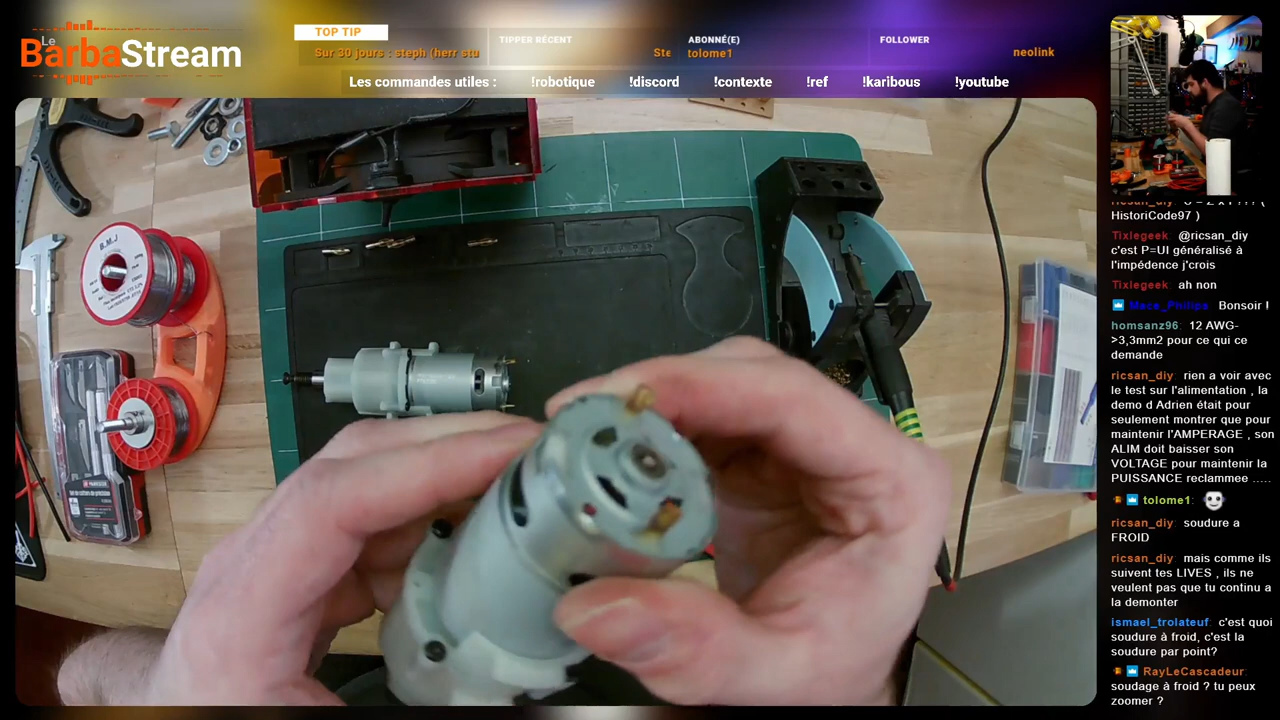 Le
BarbaStream
TOP TIP
Sur 30 jours : steph (herr stu
TIPPER RÉCENT
Ste
ABONNÉ(E)
tolome1
FOLLOWER
neolink
Les commandes utiles : !robotique !discord !contexte !ref !karibous !youtube
B.M.J
HistoriCode97 )
Tixlegeek: @ricsan_diy
c'est P=UI généralisé à
l'impédence j'crois
Tixlegeek: ah non
Mace_Philips: Bonsoir !
homsanz96: 12 AWG-
>3,3mm2 pour ce qui ce
demande
ricsan_diy: rien a voir avec
le test sur l'alimentation , la
demo d Adrien était pour
seulement montrer que pour
maintenir l'AMPERAGE , son
ALIM doit baisser son
VOLTAGE pour maintenir la
PUISSANCE reclammee .....
tolome1:
ricsan_diy: soudure a
FROID
ricsan_diy: mais comme ils
suivent tes LIVES , ils ne
veulent pas que tu continu a
la demonter
ismael_trolateuf: c'est quoi
soudure à froid, c'est la
soudure par point?
RayLeCascadeur:
soudage à froid ? tu peux
zoomer ?